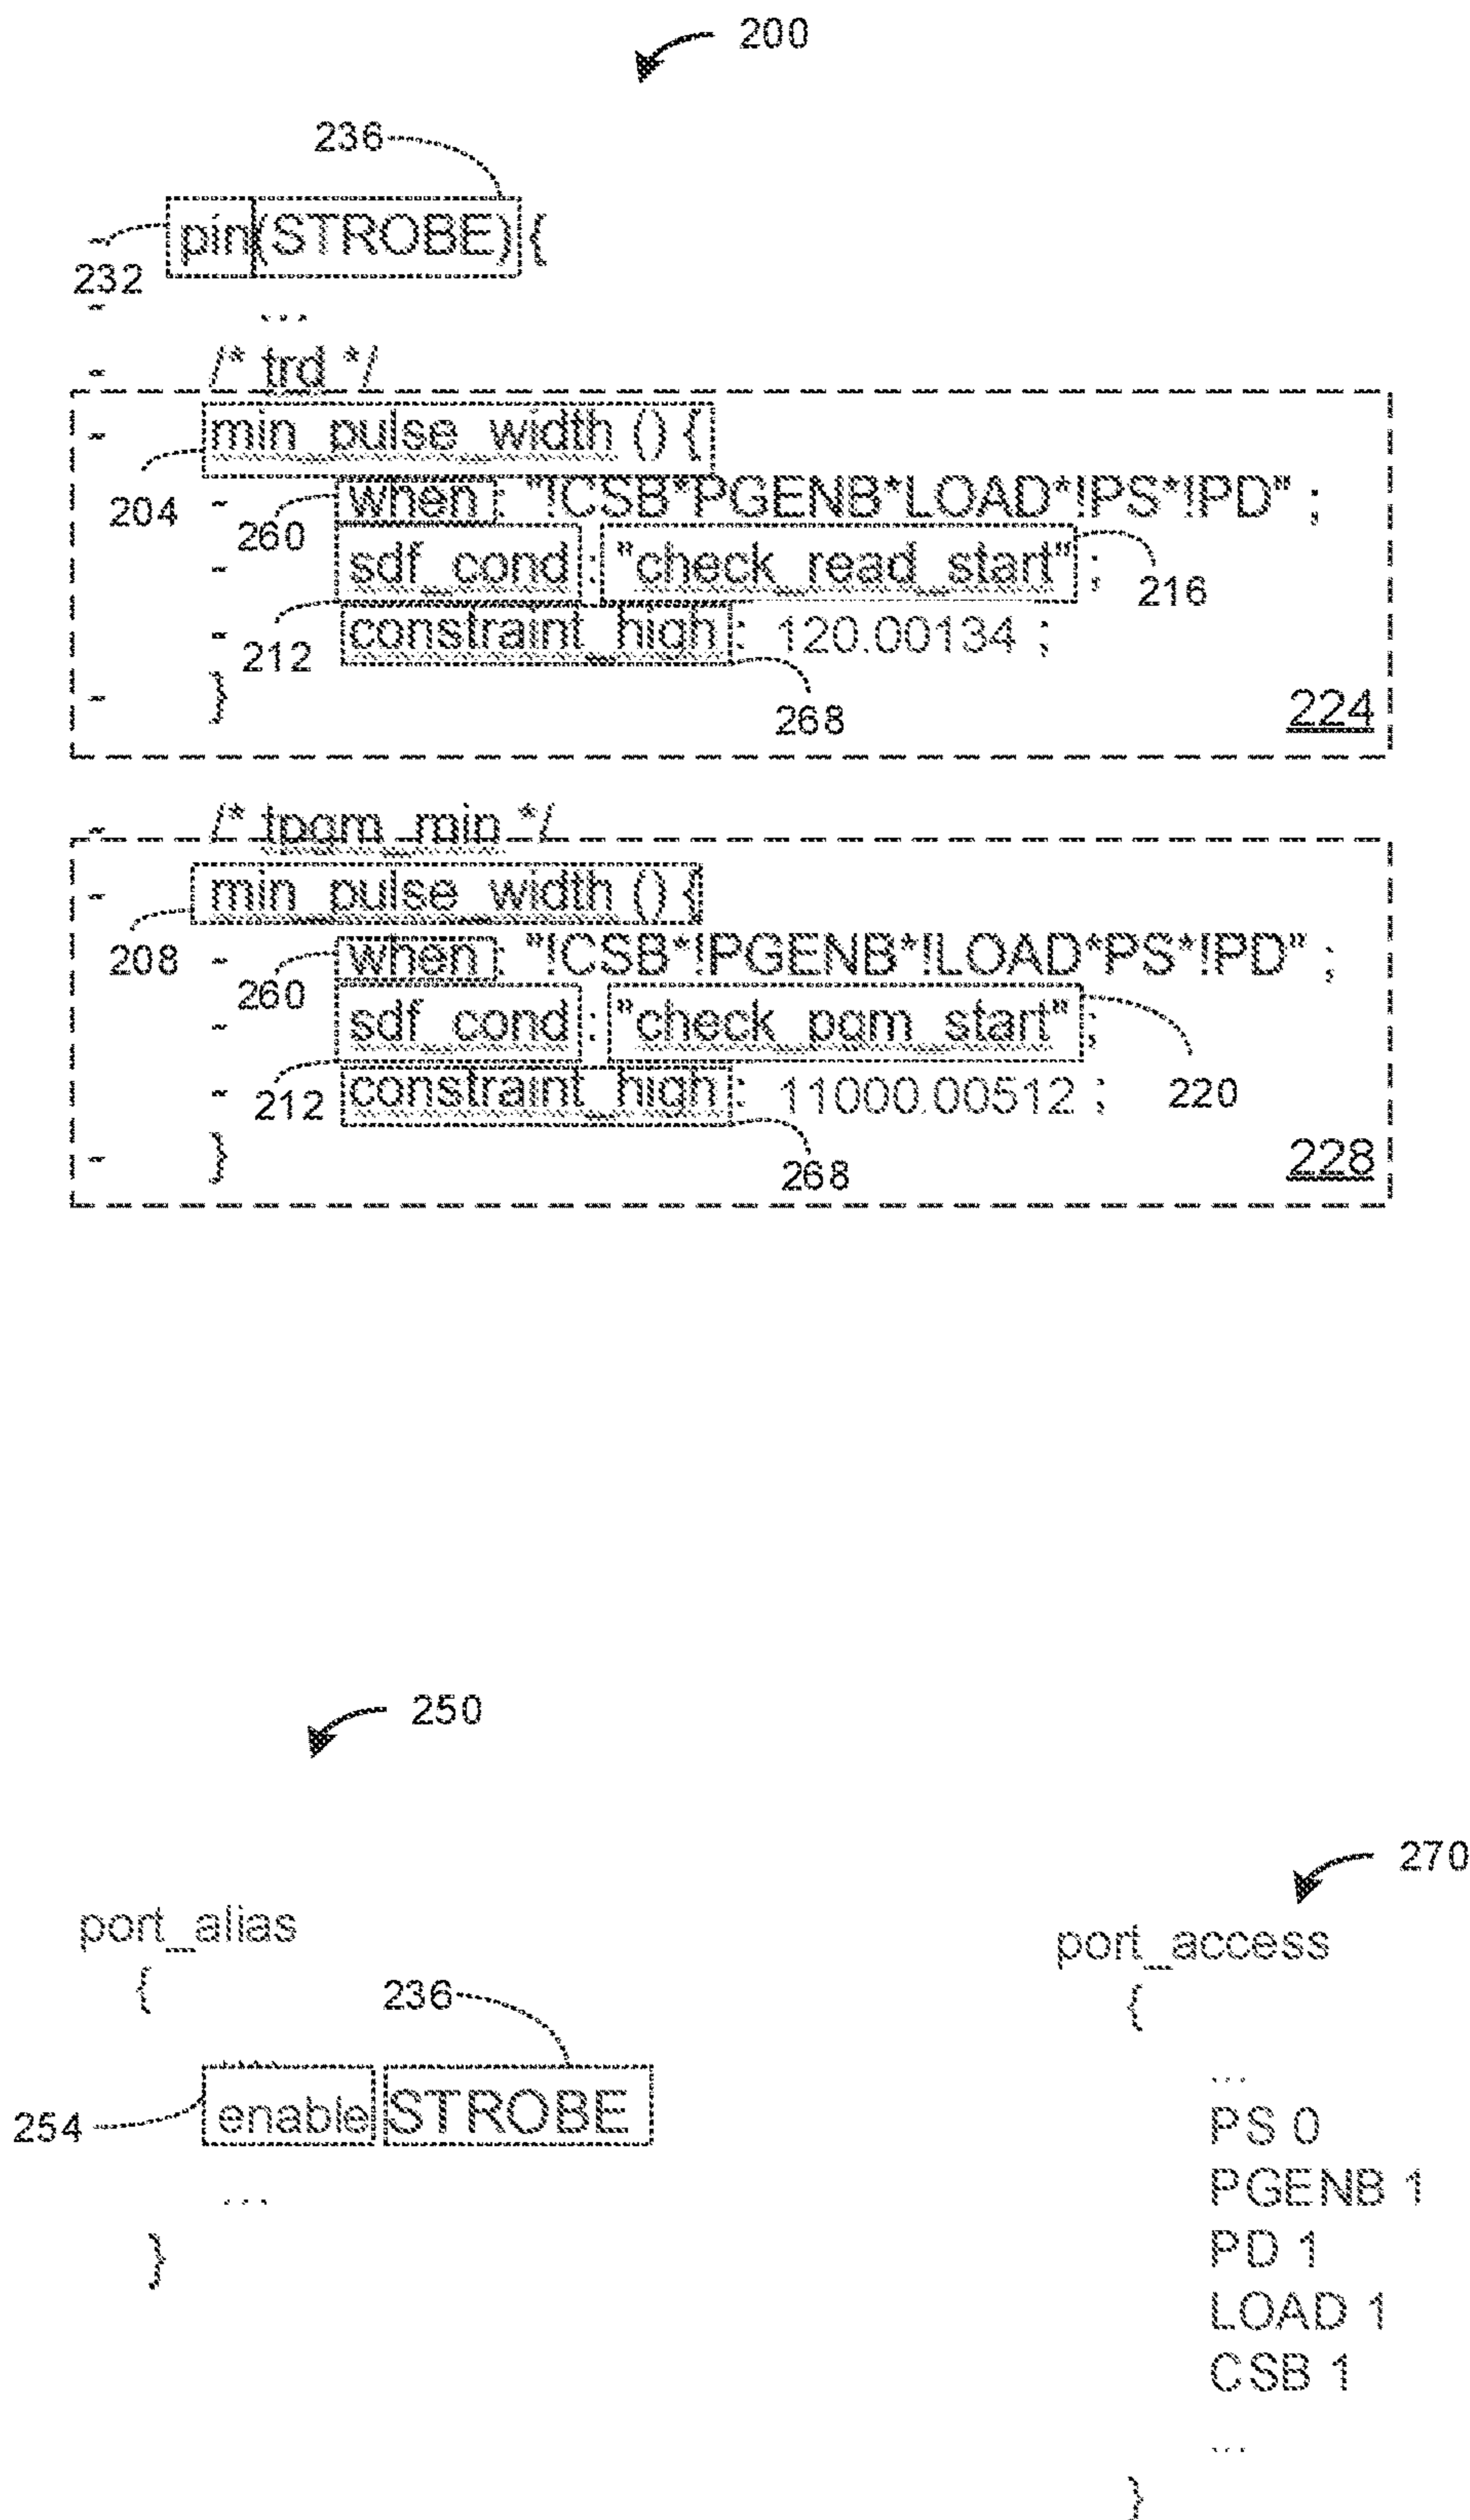 200
236
- pin(STROBE){
232
- ...
- /* trd */
- min_pulse_width () {
204 - 260 when : "!CSB*PGENB*LOAD*!PS*!PD" ;
- sdf_cond : "check_read_start" ;
216
- 212 constraint_high : 120.00134 ;
- }
268
224
- /* tpgm_min */
- min_pulse_width () {
208 - 260 when : "!CSB*!PGENB*!LOAD*PS*!PD" ;
- sdf_cond : "check_pgm_start" ;
- 212 constraint_high : 11000.00512 ;
220
- }
268
228
250
270
port_alias
{
236
...
254 enable STROBE
...
}
port_access
{
...
PS 0
PGENB 1
PD 1
LOAD 1
CSB 1
...
}